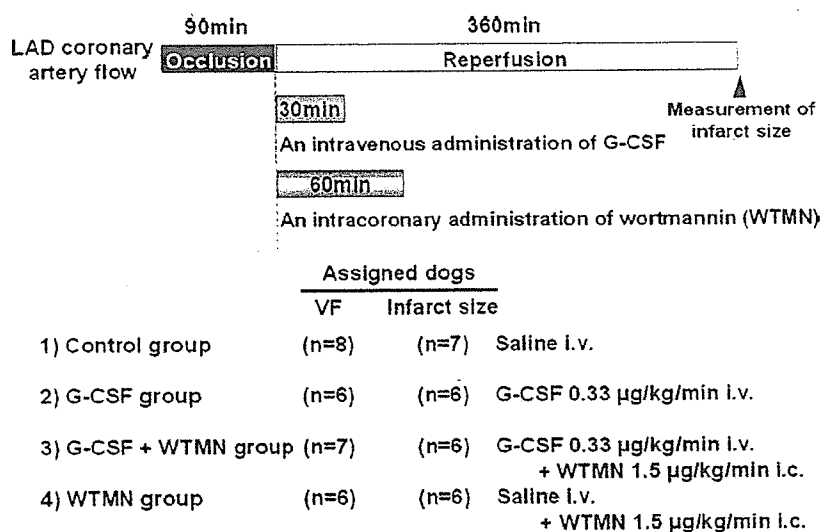 90min 360min
LAD coronary artery flow
Occlusion Reperfusion
30min
Measurement of infarct size
An intravenous administration of G-CSF
60min
An intracoronary administration of wortmannin (WTMN)
Assigned dogs
VF Infarct size
1) Control group (n=8) (n=7) Saline i.v.
2) G-CSF group (n=6) (n=6) G-CSF 0.33 µg/kg/min i.v.
3) G-CSF + WTMN group (n=7) (n=6) G-CSF 0.33 µg/kg/min i.v.
+ WTMN 1.5 µg/kg/min i.c.
4) WTMN group (n=6) (n=6) Saline i.v.
+ WTMN 1.5 µg/kg/min i.c.